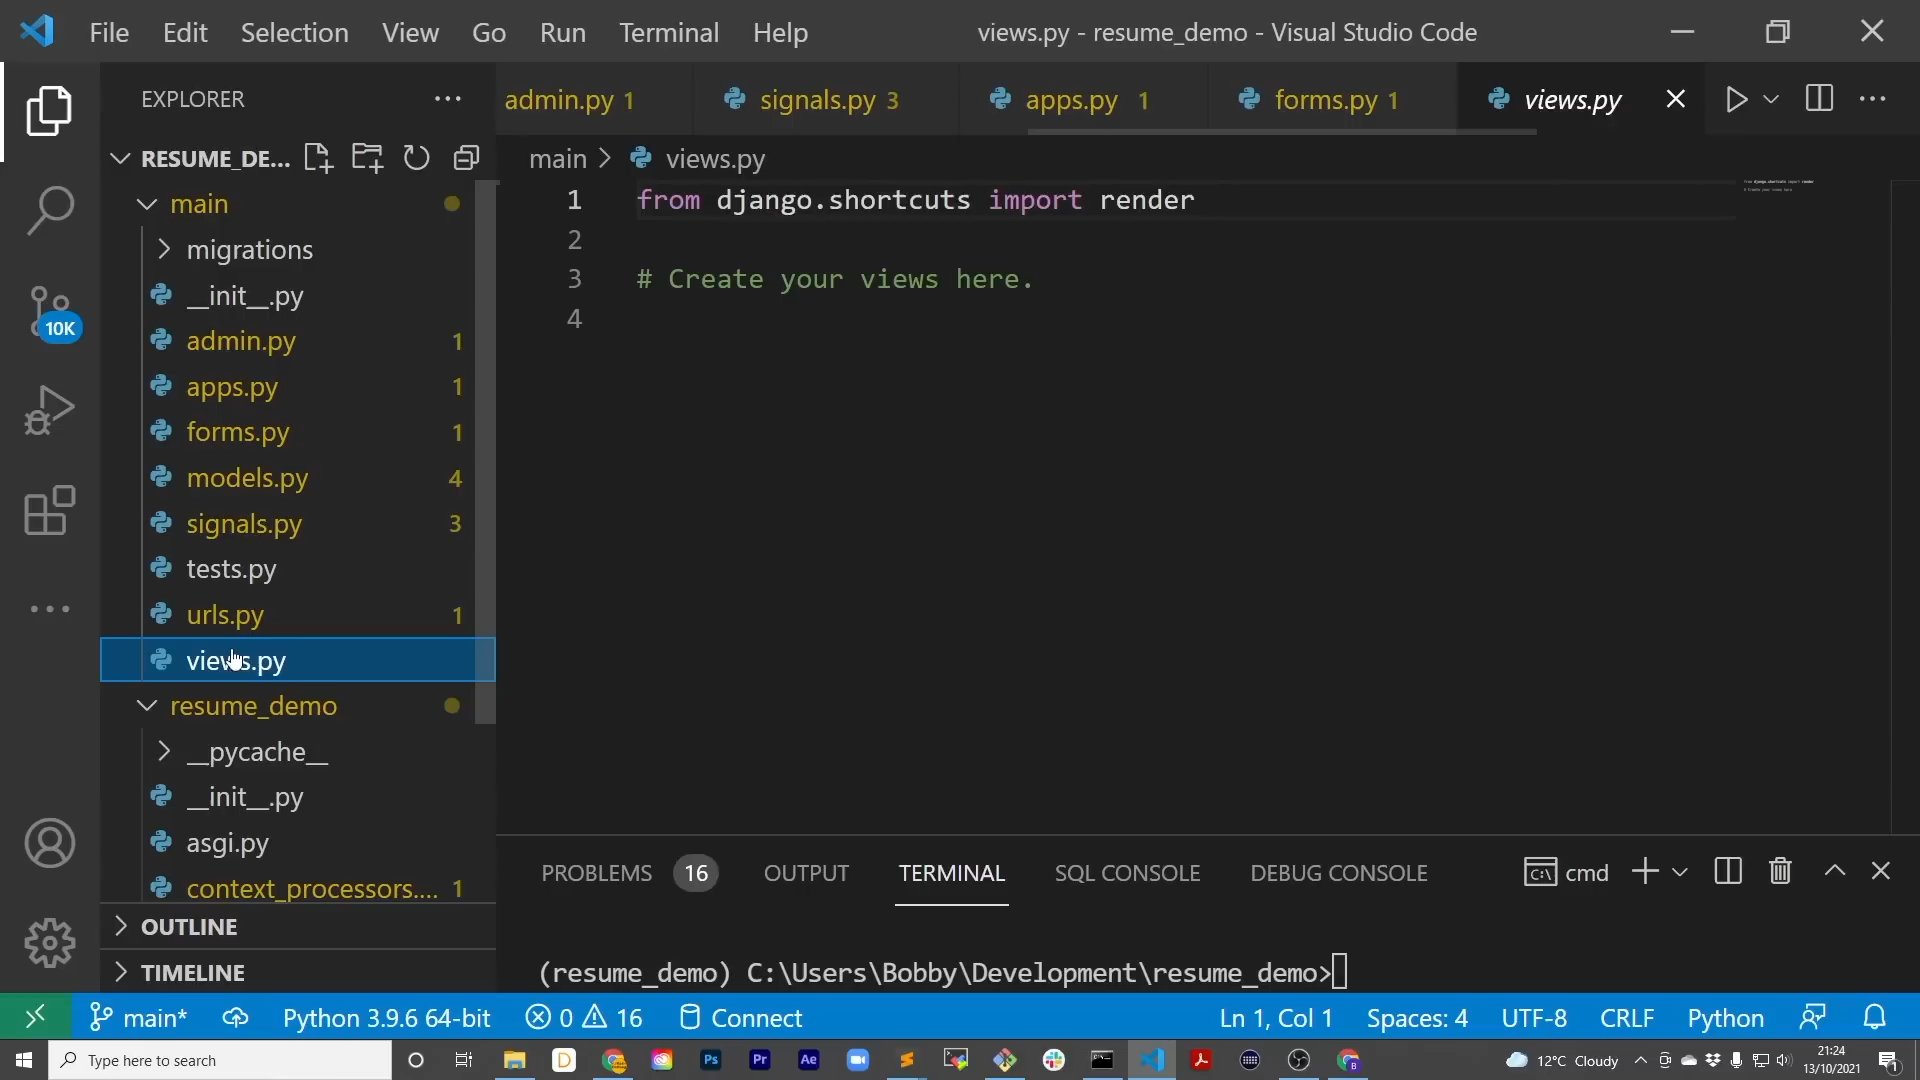 File Edit Selection View Go Run Terminal Help views.py - resume_demo - Visual Studio Code
EXPLORER
admin.py 1 signals.py 3 apps.py 1 forms.py 1 views.py
RESUME_DE...
main > views.py
main
migrations
__init__.py
admin.py 1
apps.py 1
forms.py 1
models.py 4
signals.py 3
tests.py
urls.py 1
views.py
resume_demo
__pycache__
__init__.py
asgi.py
context_processors.... 1
OUTLINE
TIMELINE
10K
1 from django.shortcuts import render
2
3 # Create your views here.
4
PROBLEMS 16 OUTPUT TERMINAL SQL CONSOLE DEBUG CONSOLE cmd
(resume_demo) C:\Users\Bobby\Development\resume_demo>
main* Python 3.9.6 64-bit 0 16 Connect Ln 1, Col 1 Spaces: 4 UTF-8 CRLF Python
Type here to search
D Ps Pr Ae
12°C Cloudy
21:24
13/10/2021
1